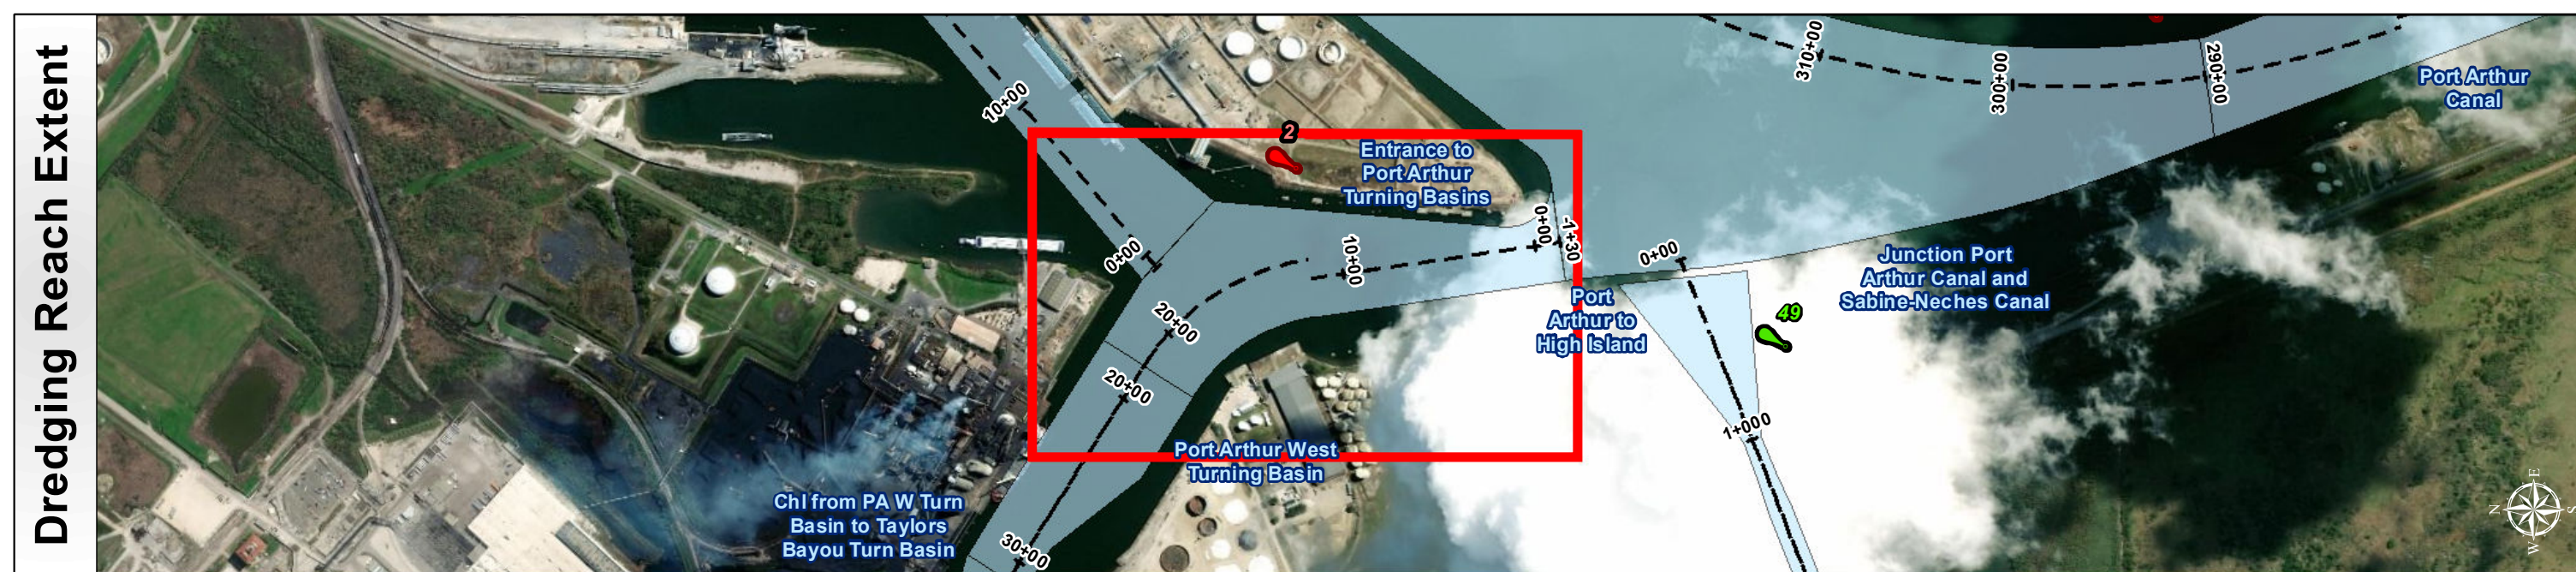 Dredging Reach Extent
10+00
2
Entrance to
Port Arthur
Turning Basins
310+00
300+00
290+00
Port Arthur
Canal
0+00
10+00
0+00
-1+30
0+00
Junction Port
Arthur Canal and
Sabine-Neches Canal
20+00
Port
Arthur to
High Island
49
20+00
1+000
Port Arthur West
Turning Basin
Chl from PA W Turn
Basin to Taylors
Bayou Turn Basin
30+00
E
N
S
W